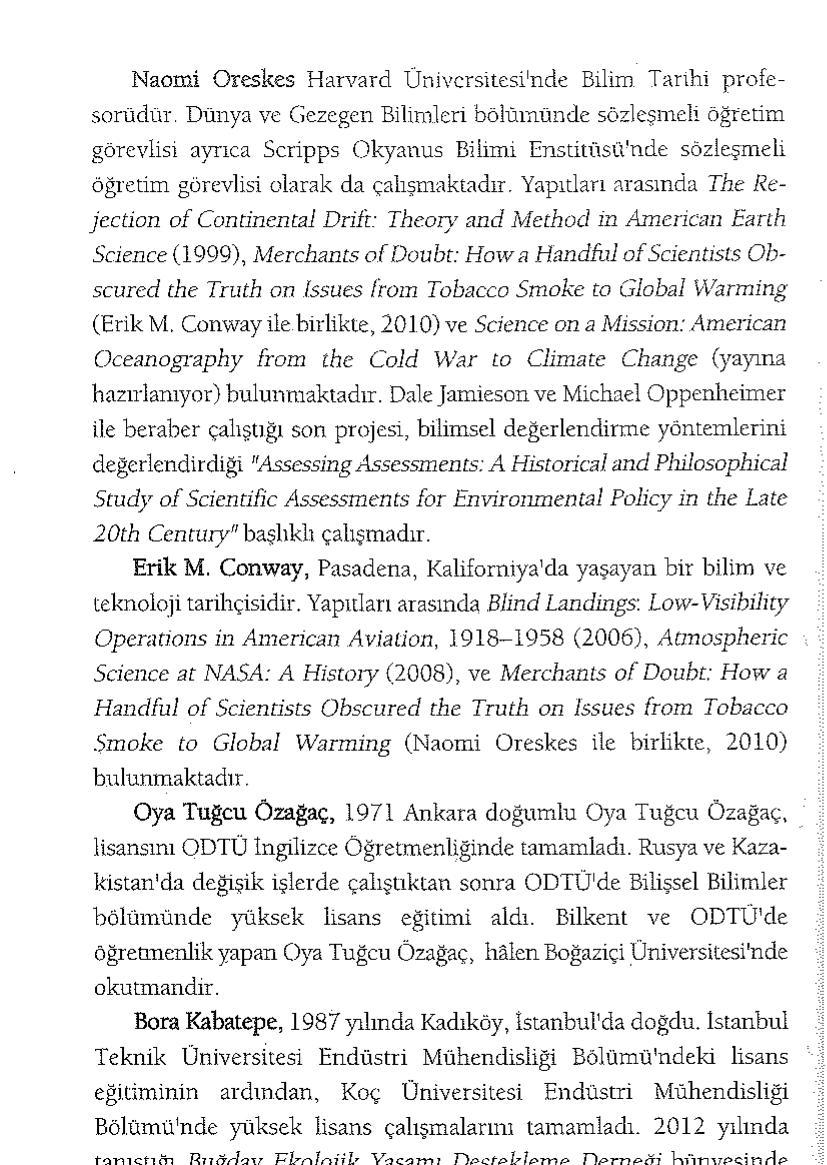 Naomi Oreskes Harvard Üniversitesi'nde Bilim Tarihi profe-
sorüdür. Dünya ve Gezegen Bilimleri bölümünde sözleşmeli öğretim
görevlisi ayrıca Scripps Okyanus Bilimi Enstitüsü'nde sözleşmeli
öğretim görevlisi olarak da çalışmaktadır. Yapıtları arasında The Re-
jection of Continental Drift: Theory and Method in American Earth
Science (1999), Merchants of Doubt: How a Handful of Scientists Ob-
scured the Truth on Issues from Tobacco Smoke to Global Warming
(Erik M. Conway ile birlikte, 2010) ve Science on a Mission: American
Oceanography from the Cold War to Climate Change (yayına
hazırlanıyor) bulunmaktadır. Dale Jamieson ve Michael Oppenheimer
ile beraber çalıştığı son projesi, bilimsel değerlendirme yöntemlerini
değerlendirdiği "Assessing Assessments: A Historical and Philosophical
Study of Scientific Assessments for Environmental Policy in the Late
20th Century" başlıklı çalışmadır.
Erik M. Conway, Pasadena, Kaliforniya'da yaşayan bir bilim ve
teknoloji tarihçisidir. Yapıtları arasında Blind Landings: Low-Visibility
Operations in American Aviation, 1918–1958 (2006), Atmospheric
Science at NASA: A History (2008), ve Merchants of Doubt: How a
Handful of Scientists Obscured the Truth on Issues from Tobacco
Smoke to Global Warming (Naomi Oreskes ile birlikte, 2010)
bulunmaktadır.
Oya Tuğcu Özağaç, 1971 Ankara doğumlu Oya Tuğcu Özağaç,
lisansını ODTÜ İngilizce Öğretmenliğinde tamamladı. Rusya ve Kaza-
kistan'da değişik işlerde çalıştıktan sonra ODTÜ'de Bilişsel Bilimler
bölümünde yüksek lisans eğitimi aldı. Bilkent ve ODTÜ'de
öğretmenlik yapan Oya Tuğcu Özağaç, hâlen Boğaziçi Üniversitesi'nde
okutmandir.
Bora Kabatepe, 1987 yılında Kadıköy, İstanbul'da doğdu. İstanbul
Teknik Üniversitesi Endüstri Mühendisliği Bölümü'ndeki lisans
eğitiminin ardından, Koç Üniversitesi Endüstri Mühendisliği
Bölümü'nde yüksek lisans çalışmalarını tamamladı. 2012 yılında
tanıştığı Buğday Ekolojik Yaşamı Destekleme Derneği bünyesinde